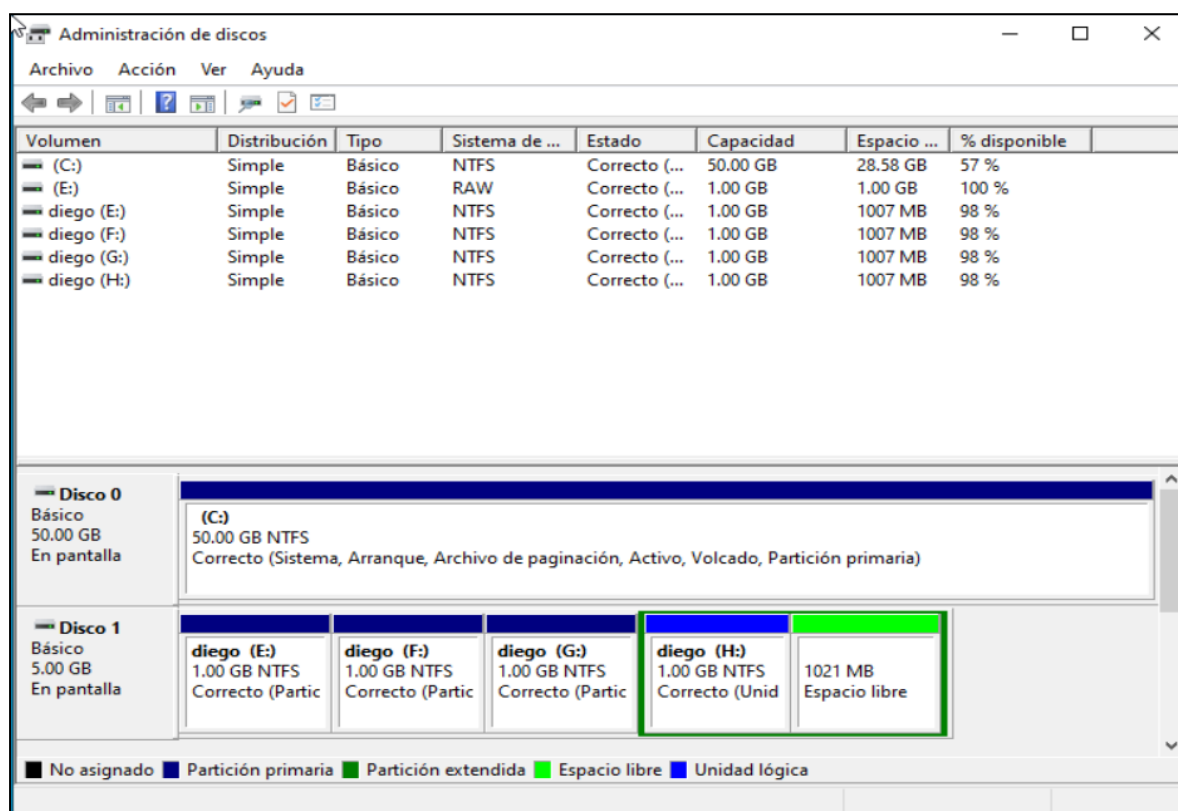 Administración de discos
Archivo Acción Ver Ayuda
Volumen Distribución Tipo Sistema de ... Estado Capacidad Espacio ... % disponible
(C:) Simple Básico NTFS Correcto (... 50.00 GB 28.58 GB 57 %
(E:) Simple Básico RAW Correcto (... 1.00 GB 1.00 GB 100 %
diego (E:) Simple Básico NTFS Correcto (... 1.00 GB 1007 MB 98 %
diego (F:) Simple Básico NTFS Correcto (... 1.00 GB 1007 MB 98 %
diego (G:) Simple Básico NTFS Correcto (... 1.00 GB 1007 MB 98 %
diego (H:) Simple Básico NTFS Correcto (... 1.00 GB 1007 MB 98 %
Disco 0
Básico
50.00 GB
En pantalla
(C:)
50.00 GB NTFS
Correcto (Sistema, Arranque, Archivo de paginación, Activo, Volcado, Partición primaria)
Disco 1
Básico
5.00 GB
En pantalla
diego (E:)
1.00 GB NTFS
Correcto (Partic
diego (F:)
1.00 GB NTFS
Correcto (Partic
diego (G:)
1.00 GB NTFS
Correcto (Partic
diego (H:)
1.00 GB NTFS
Correcto (Unid
1021 MB
Espacio libre
No asignado Partición primaria Partición extendida Espacio libre Unidad lógica